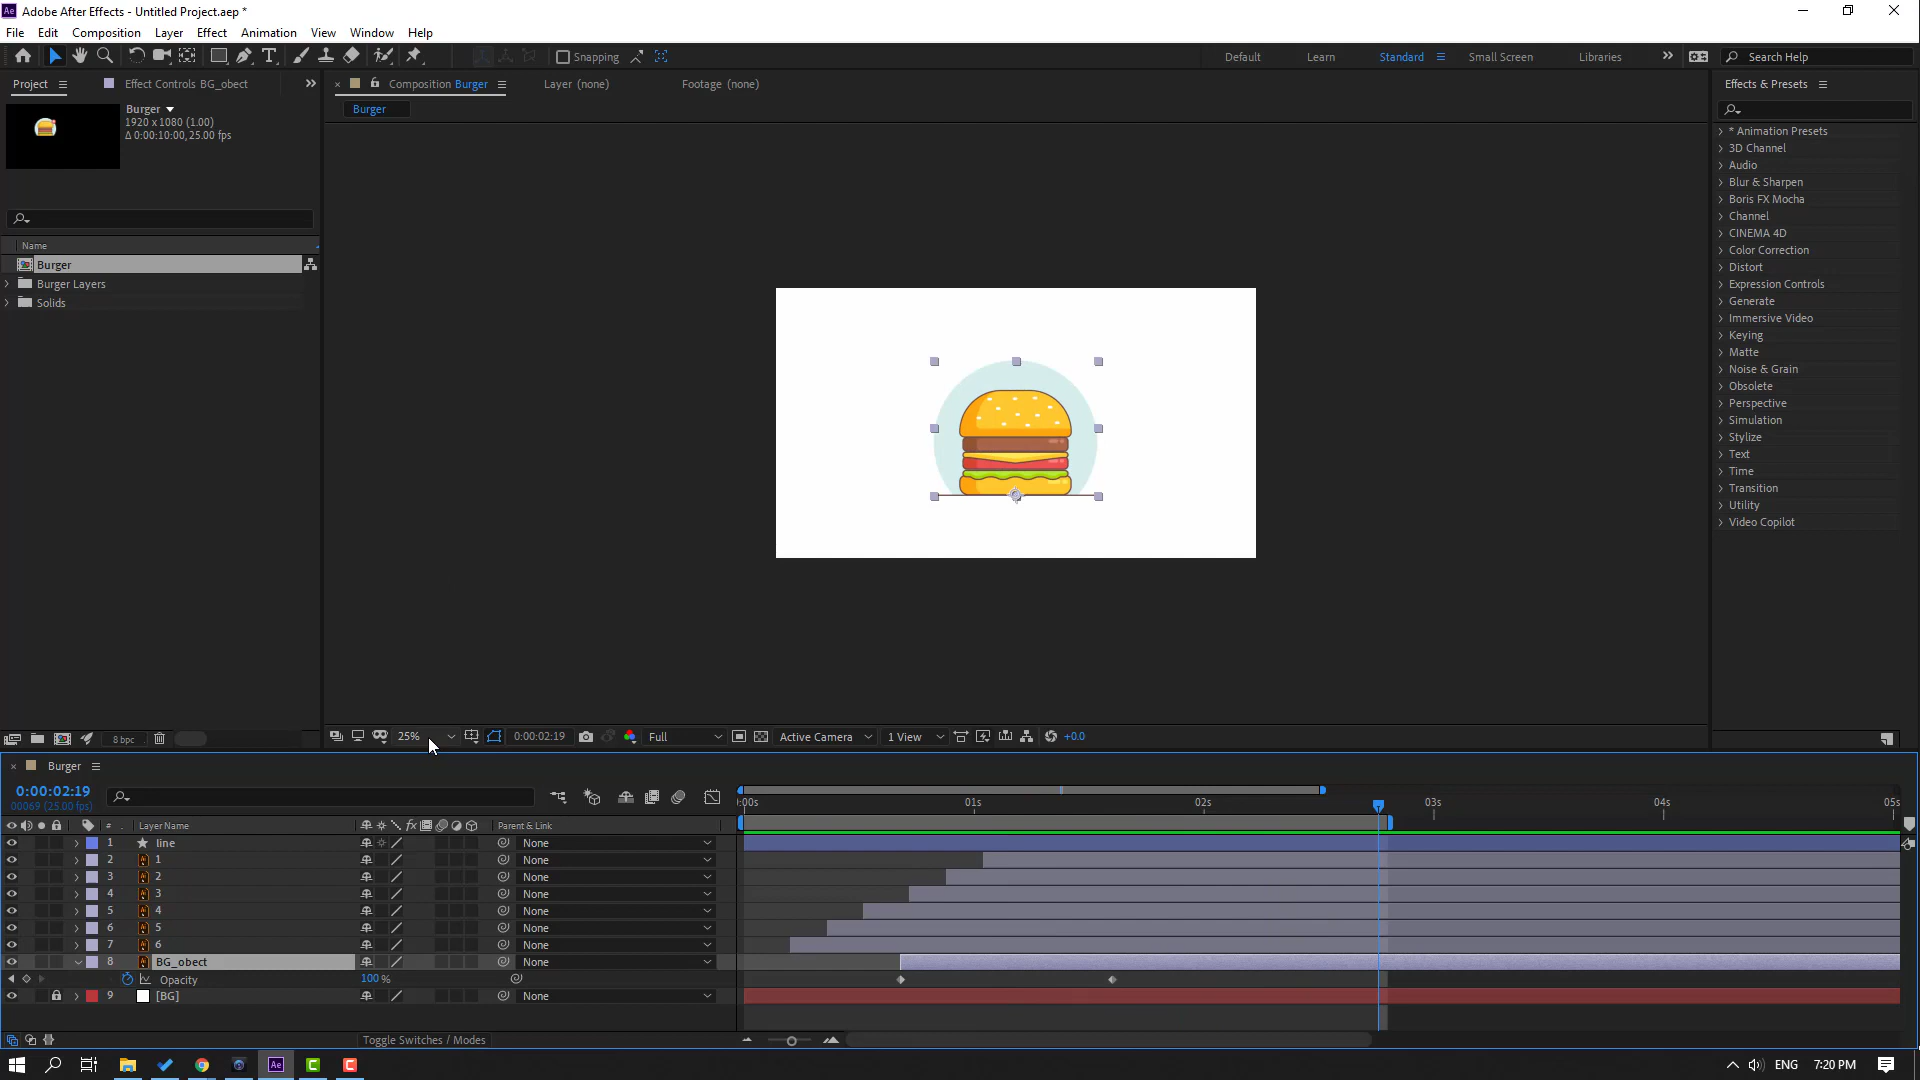 Adobe After Effects - Untitled Project.aep *
File Edit Composition Layer Effect Animation View Window Help
Snapping
Default Learn Standard Small Screen Libraries Search Help
Project Effect Controls BG_obect
Composition Burger Layer (none) Footage (none)
Effects & Presets
Burger
Burger
1920 x 1080 (1.00)
Δ 0:00:10:00, 25.00 fps
Name
Burger
Burger Layers
Solids
* Animation Presets
3D Channel
Audio
Blur & Sharpen
Boris FX Mocha
Channel
CINEMA 4D
Color Correction
Distort
Expression Controls
Generate
Immersive Video
Keying
Matte
Noise & Grain
Obsolete
Perspective
Simulation
Stylize
Text
Time
Transition
Utility
Video Copilot
8 bpc
25% 0:00:02:19 Full Active Camera 1 View +0.0
Burger
0:00:02:19
00069 (25.00 fps)
:00s 01s 02s 03s 04s 05s
# Layer Name fx Parent & Link
1 line None
2 1 None
3 2 None
4 3 None
5 4 None
6 5 None
7 6 None
8 BG_obect None
Opacity 100 %
9 [BG] None
Toggle Switches / Modes
ENG 7:20 PM